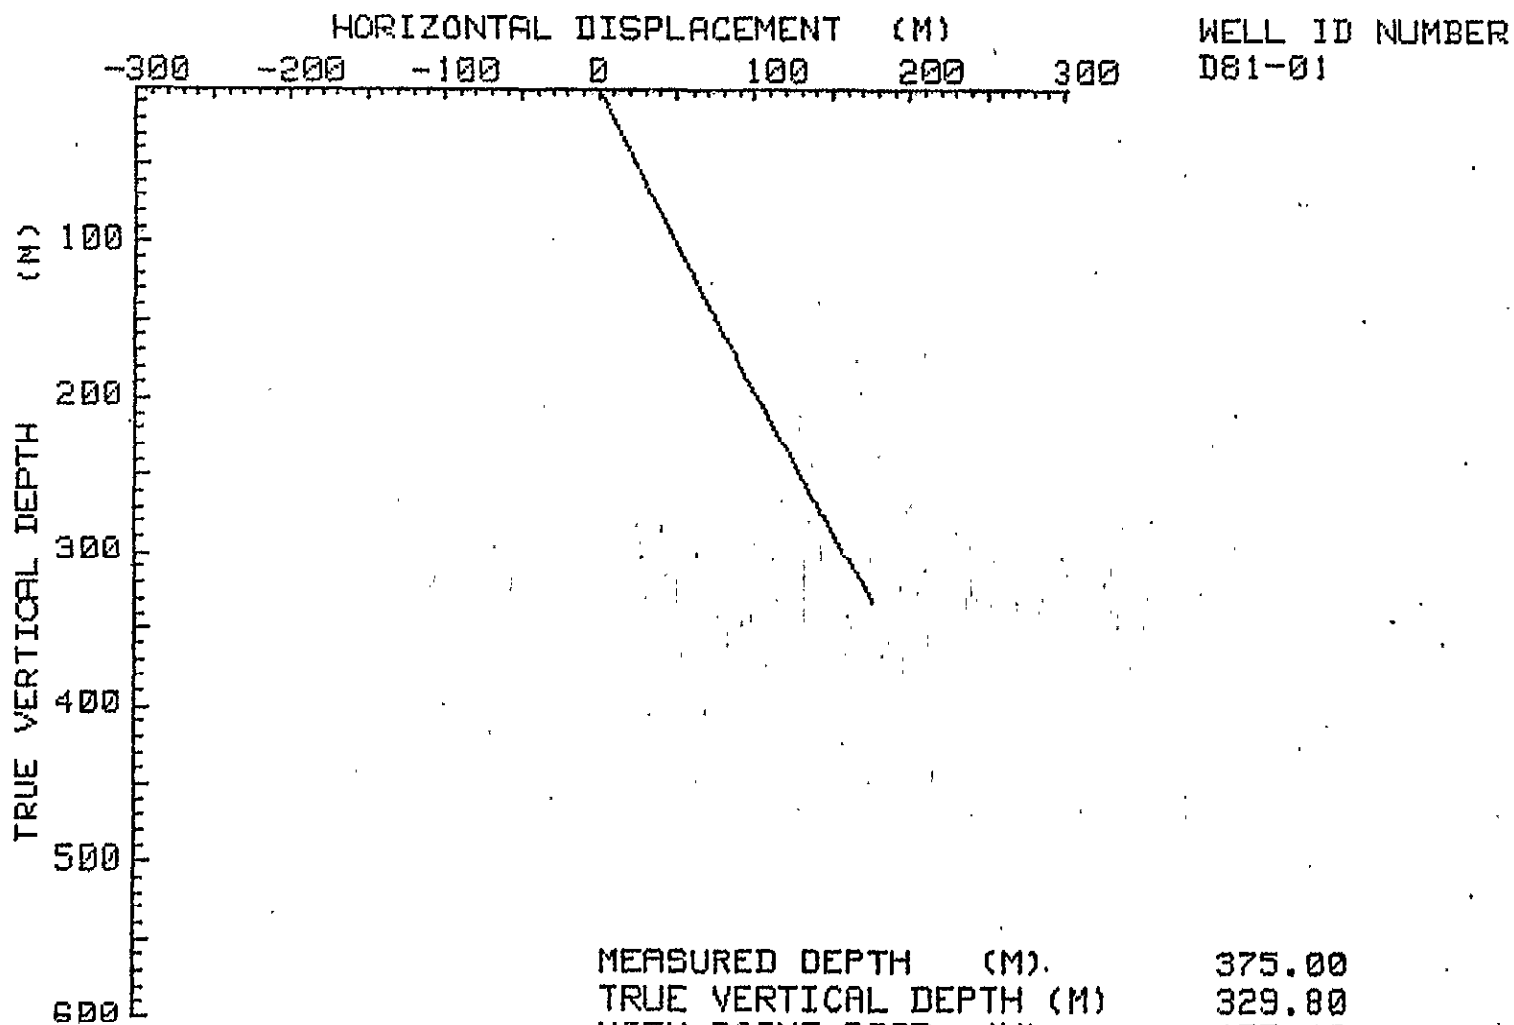 HORIZONTAL DISPLACEMENT (M)
WELL ID NUMBER
D81-01
-300 -200 -100 0 100 200 300
TRUE VERTICAL DEPTH (M)
100
200
300
400
500
600
MEASURED DEPTH (M). 375.00
TRUE VERTICAL DEPTH (M) 329.80